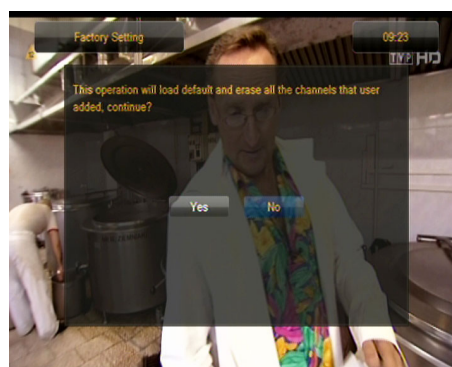 Factory Setting
09:23
TVP HD
This operation will load default and erase all the channels that user
added, continue?
Yes
No